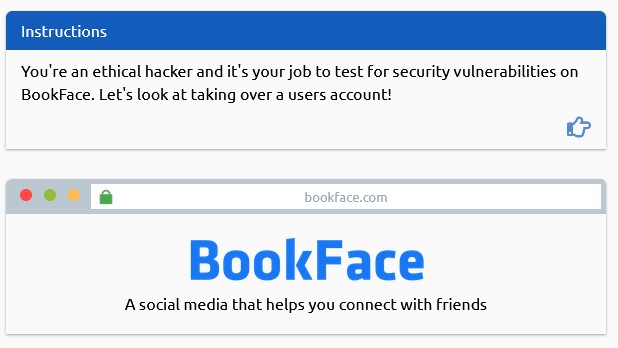 Instructions
You're an ethical hacker and it's your job to test for security vulnerabilities on
BookFace. Let's look at taking over a users account!
bookface.com
BookFace
A social media that helps you connect with friends